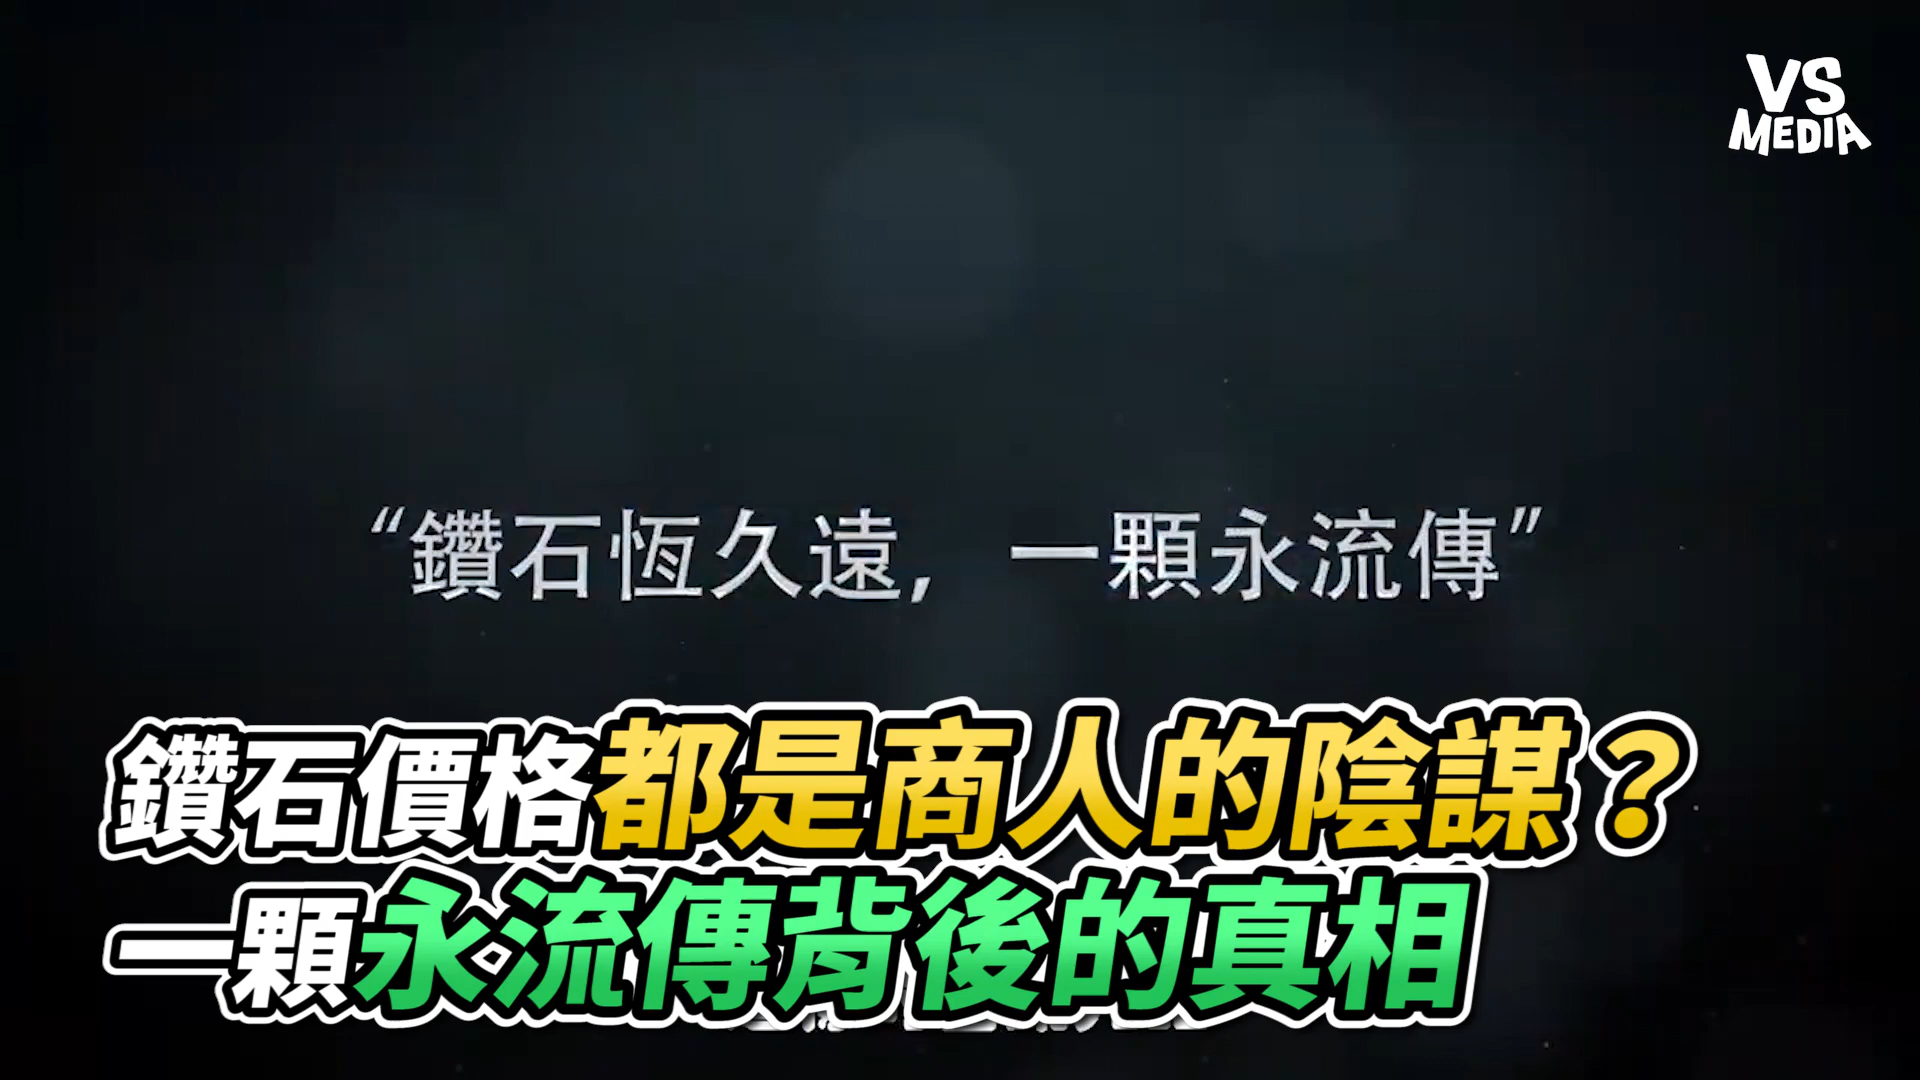 VS
MEDIA
“鑽石恆久遠，一顆永流傳”
鑽石價格都是商人的陰謀？
一顆永流傳背後的真相